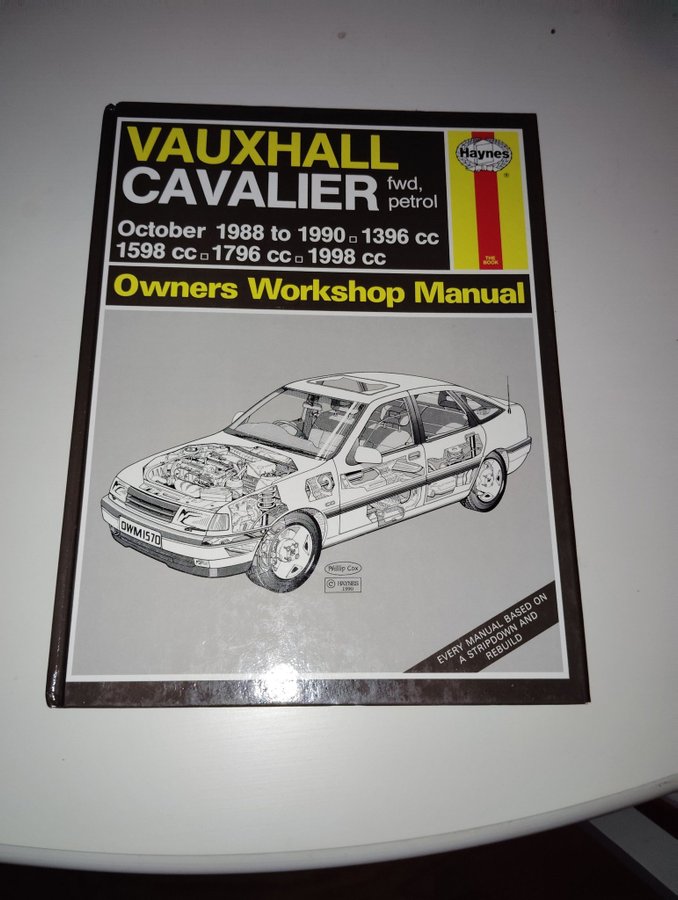 VAUXHALL
CAVALIER fwd, petrol
October 1988 to 1990 □ 1396 cc
1598 cc □ 1796 cc □ 1998 cc
Haynes
®
THE
BOOK
Owners Workshop Manual
OWM1570
Phillip Cox
© HAYNES
1990
EVERY MANUAL BASED ON
A STRIPDOWN AND
REBUILD